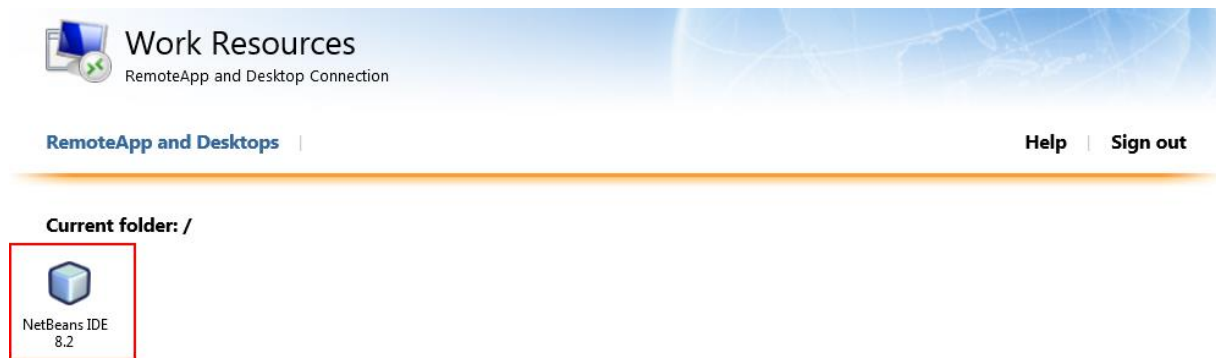 Work Resources
RemoteApp and Desktop Connection
RemoteApp and Desktops
Help
Sign out
Current folder: /
NetBeans IDE
8.2